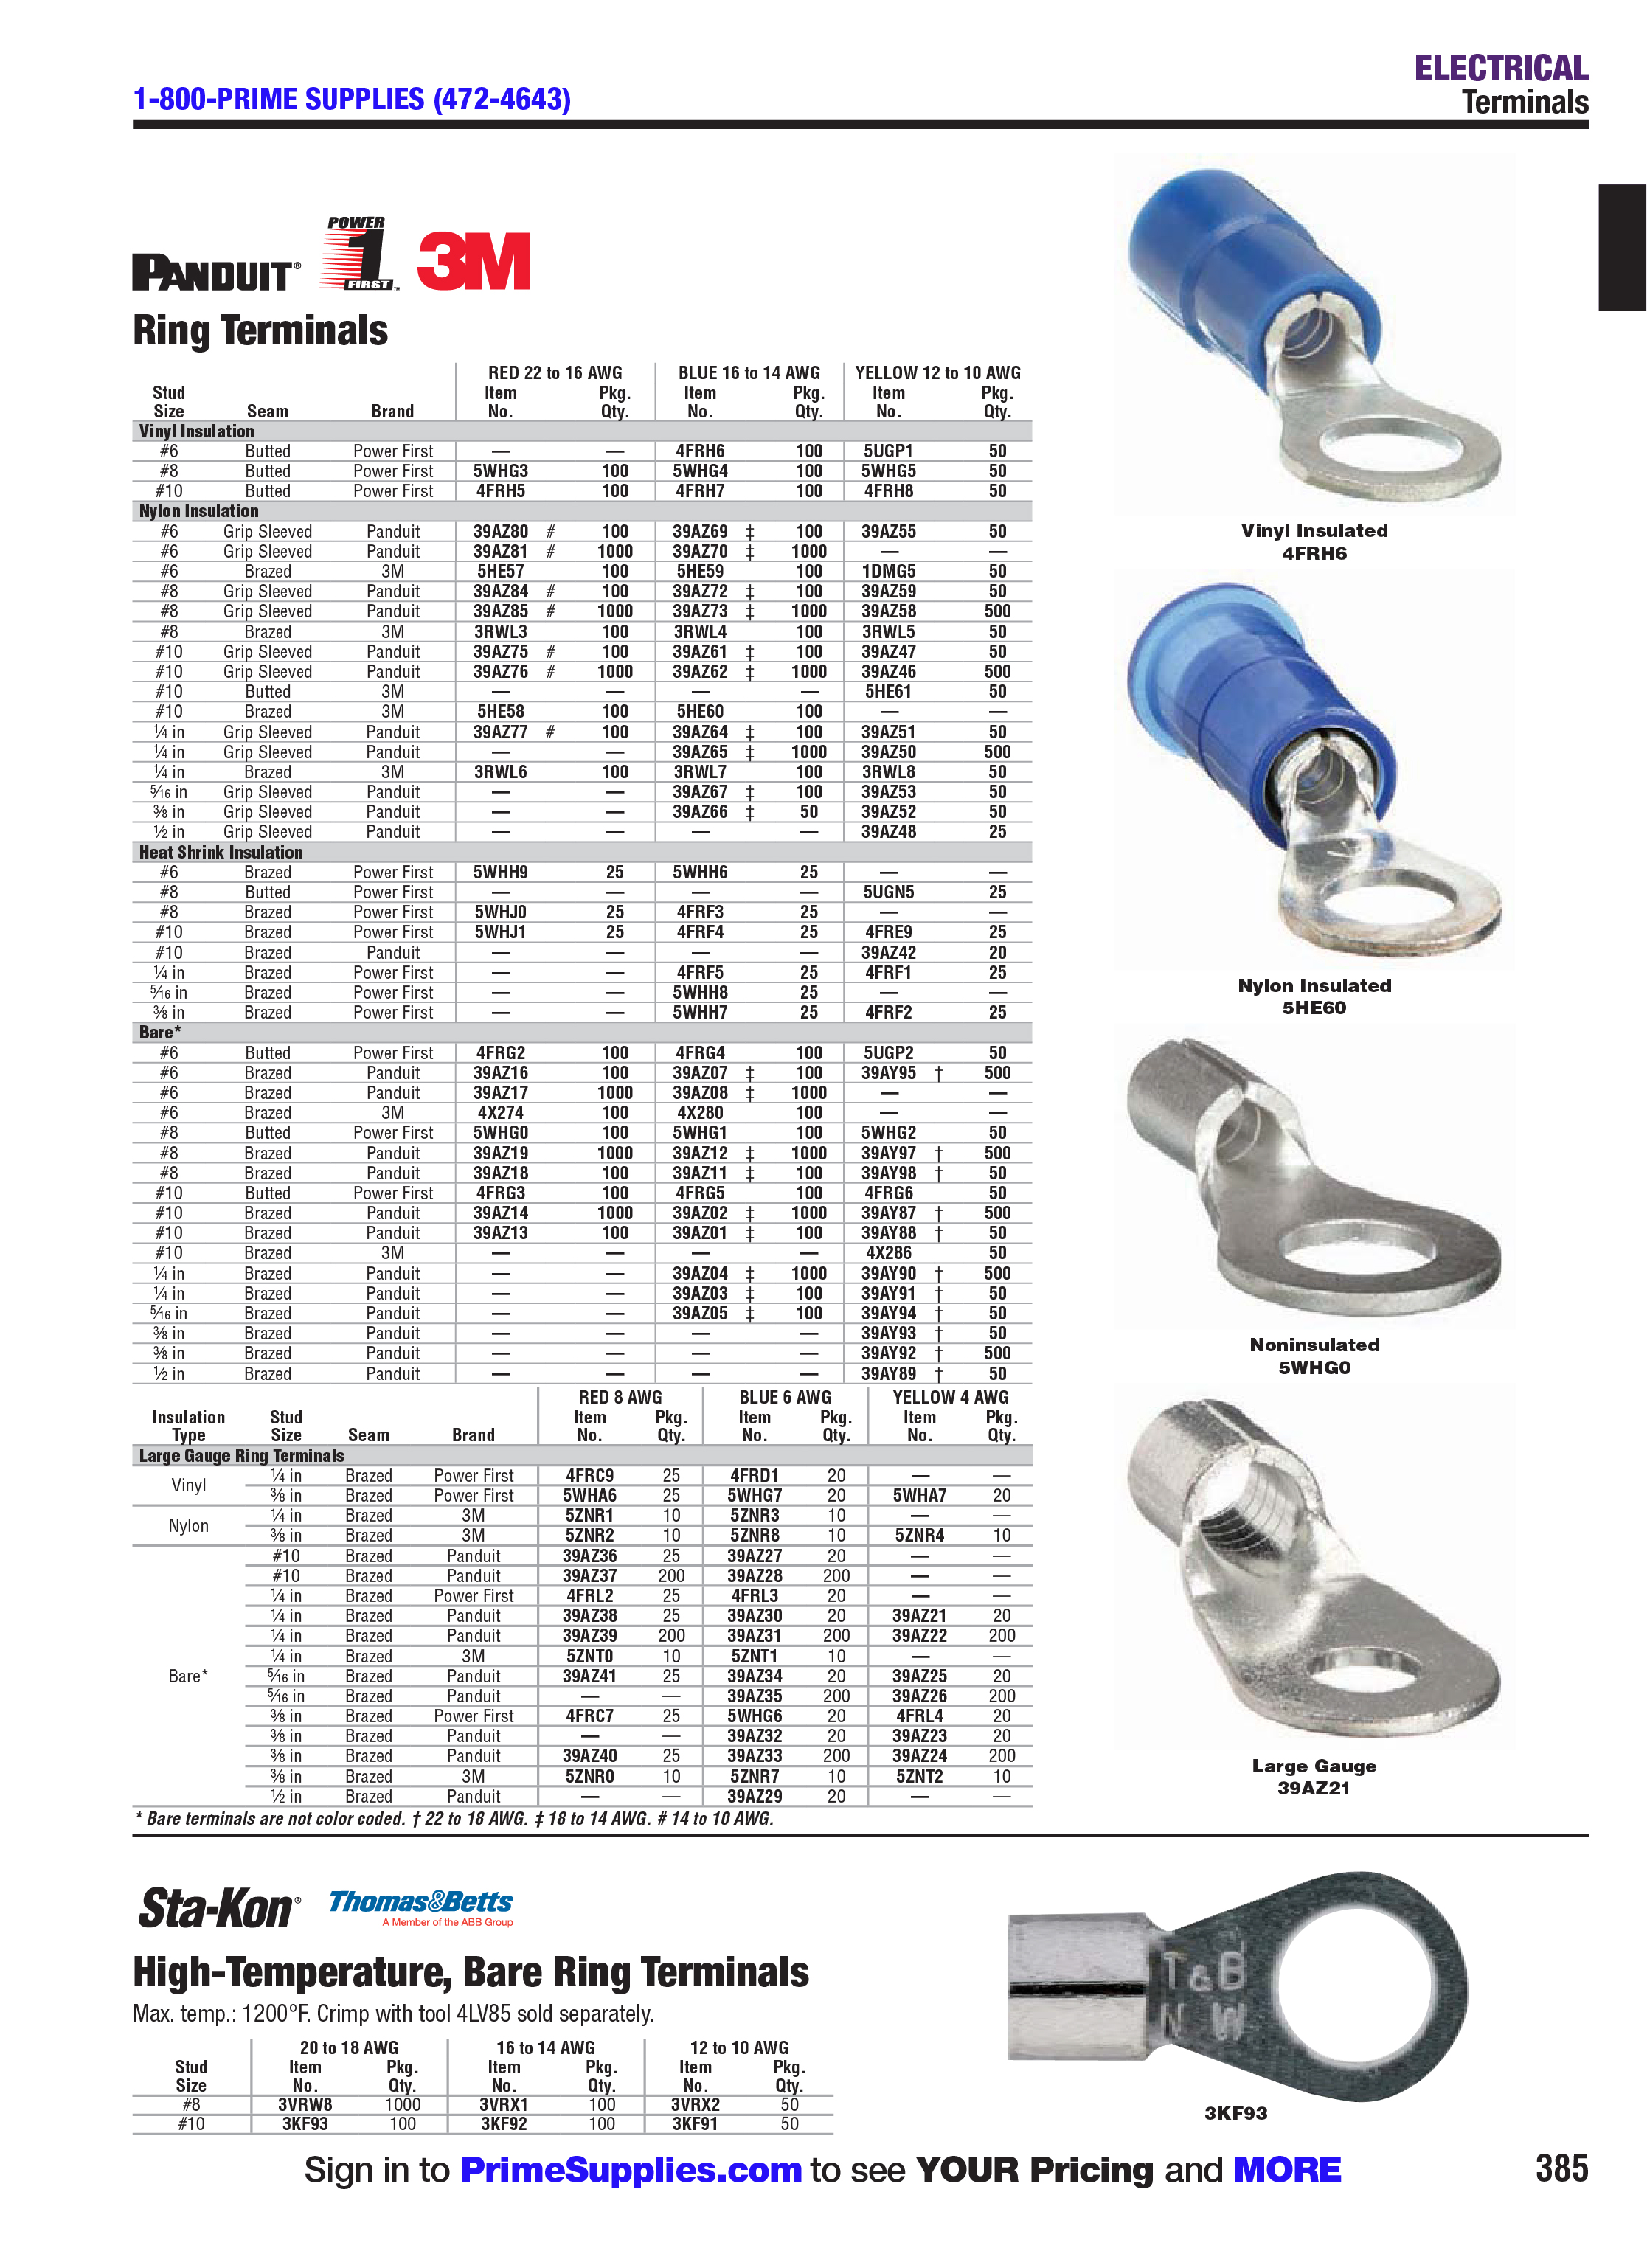 ELECTRICAL
1-800-PRIME SUPPLIES (472-4643)
Terminals
PANDUIT® POWER 1 FIRST™ 3M
Ring Terminals
RED 22 to 16 AWG BLUE 16 to 14 AWG YELLOW 12 to 10 AWG
Stud Item Pkg. Item Pkg. Item Pkg.
Size Seam Brand No. Qty. No. Qty. No. Qty.
Vinyl Insulation
#6 Butted Power First — — 4FRH6 100 5UGP1 50
#8 Butted Power First 5WHG3 100 5WHG4 100 5WHG5 50
#10 Butted Power First 4FRH5 100 4FRH7 100 4FRH8 50
Nylon Insulation
#6 Grip Sleeved Panduit 39AZ80 # 100 39AZ69 ‡ 100 39AZ55 50
#6 Grip Sleeved Panduit 39AZ81 # 1000 39AZ70 ‡ 1000 — —
#6 Brazed 3M 5HE57 100 5HE59 100 1DMG5 50
#8 Grip Sleeved Panduit 39AZ84 # 100 39AZ72 ‡ 100 39AZ59 50
#8 Grip Sleeved Panduit 39AZ85 # 1000 39AZ73 ‡ 1000 39AZ58 500
#8 Brazed 3M 3RWL3 100 3RWL4 100 3RWL5 50
#10 Grip Sleeved Panduit 39AZ75 # 100 39AZ61 ‡ 100 39AZ47 50
#10 Grip Sleeved Panduit 39AZ76 # 1000 39AZ62 ‡ 1000 39AZ46 500
#10 Butted 3M — — — — 5HE61 50
#10 Brazed 3M 5HE58 100 5HE60 100 — —
¼ in Grip Sleeved Panduit 39AZ77 # 100 39AZ64 ‡ 100 39AZ51 50
¼ in Grip Sleeved Panduit — — 39AZ65 ‡ 1000 39AZ50 500
¼ in Brazed 3M 3RWL6 100 3RWL7 100 3RWL8 50
5⁄16 in Grip Sleeved Panduit — — 39AZ67 ‡ 100 39AZ53 50
⅜ in Grip Sleeved Panduit — — 39AZ66 ‡ 50 39AZ52 50
½ in Grip Sleeved Panduit — — — — 39AZ48 25
Heat Shrink Insulation
#6 Brazed Power First 5WHH9 25 5WHH6 25 — —
#8 Butted Power First — — — — 5UGN5 25
#8 Brazed Power First 5WHJ0 25 4FRF3 25 — —
#10 Brazed Power First 5WHJ1 25 4FRF4 25 4FRE9 25
#10 Brazed Panduit — — — — 39AZ42 20
¼ in Brazed Power First — — 4FRF5 25 4FRF1 25
5⁄16 in Brazed Power First — — 5WHH8 25 — —
⅜ in Brazed Power First — — 5WHH7 25 4FRF2 25
Bare*
#6 Butted Power First 4FRG2 100 4FRG4 100 5UGP2 50
#6 Brazed Panduit 39AZ16 100 39AZ07 ‡ 100 39AY95 † 500
#6 Brazed Panduit 39AZ17 1000 39AZ08 ‡ 1000 — —
#6 Brazed 3M 4X274 100 4X280 100 — —
#8 Butted Power First 5WHG0 100 5WHG1 100 5WHG2 50
#8 Brazed Panduit 39AZ19 1000 39AZ12 ‡ 1000 39AY97 † 500
#8 Brazed Panduit 39AZ18 100 39AZ11 ‡ 100 39AY98 † 50
#10 Butted Power First 4FRG3 100 4FRG5 100 4FRG6 50
#10 Brazed Panduit 39AZ14 1000 39AZ02 ‡ 1000 39AY87 † 500
#10 Brazed Panduit 39AZ13 100 39AZ01 ‡ 100 39AY88 † 50
#10 Brazed 3M — — — — 4X286 50
¼ in Brazed Panduit — — 39AZ04 ‡ 1000 39AY90 † 500
¼ in Brazed Panduit — — 39AZ03 ‡ 100 39AY91 † 50
5⁄16 in Brazed Panduit — — 39AZ05 ‡ 100 39AY94 † 50
⅜ in Brazed Panduit — — — — 39AY93 † 50
⅜ in Brazed Panduit — — — — 39AY92 † 500
½ in Brazed Panduit — — — — 39AY89 † 50
RED 8 AWG BLUE 6 AWG YELLOW 4 AWG
Insulation Stud Item Pkg. Item Pkg. Item Pkg.
Type Size Seam Brand No. Qty. No. Qty. No. Qty.
Large Gauge Ring Terminals
Vinyl
¼ in Brazed Power First 4FRC9 25 4FRD1 20 — —
⅜ in Brazed Power First 5WHA6 25 5WHG7 20 5WHA7 20
Nylon
¼ in Brazed 3M 5ZNR1 10 5ZNR3 10 — —
⅜ in Brazed 3M 5ZNR2 10 5ZNR8 10 5ZNR4 10
Bare*
#10 Brazed Panduit 39AZ36 25 39AZ27 20 — —
#10 Brazed Panduit 39AZ37 200 39AZ28 200 — —
¼ in Brazed Power First 4FRL2 25 4FRL3 20 — —
¼ in Brazed Panduit 39AZ38 25 39AZ30 20 39AZ21 20
¼ in Brazed Panduit 39AZ39 200 39AZ31 200 39AZ22 200
¼ in Brazed 3M 5ZNT0 10 5ZNT1 10 — —
5⁄16 in Brazed Panduit 39AZ41 25 39AZ34 20 39AZ25 20
5⁄16 in Brazed Panduit — — 39AZ35 200 39AZ26 200
⅜ in Brazed Power First 4FRC7 25 5WHG6 20 4FRL4 20
⅜ in Brazed Panduit — — 39AZ32 20 39AZ23 20
⅜ in Brazed Panduit 39AZ40 25 39AZ33 200 39AZ24 200
⅜ in Brazed 3M 5ZNR0 10 5ZNR7 10 5ZNT2 10
½ in Brazed Panduit — — 39AZ29 20 — —
* Bare terminals are not color coded. † 22 to 18 AWG. ‡ 18 to 14 AWG. # 14 to 10 AWG.
Vinyl Insulated
4FRH6
Nylon Insulated
5HE60
Noninsulated
5WHG0
Large Gauge
39AZ21
Sta-Kon® Thomas&Betts
A Member of the ABB Group
High-Temperature, Bare Ring Terminals
Max. temp.: 1200°F. Crimp with tool 4LV85 sold separately.
20 to 18 AWG 16 to 14 AWG 12 to 10 AWG
Stud Item Pkg. Item Pkg. Item Pkg.
Size No. Qty. No. Qty. No. Qty.
#8 3VRW8 1000 3VRX1 100 3VRX2 50
#10 3KF93 100 3KF92 100 3KF91 50
T&B
N W
3KF93
Sign in to PrimeSupplies.com to see YOUR Pricing and MORE
385